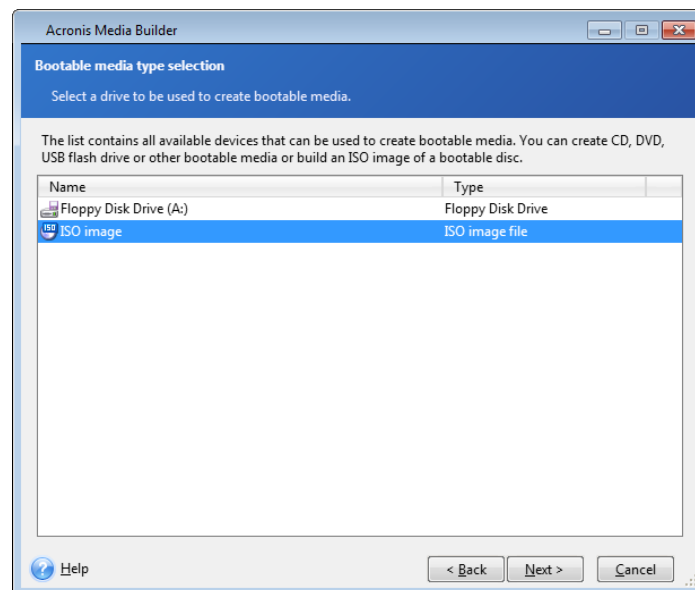 Acronis Media Builder
Bootable media type selection
Select a drive to be used to create bootable media.
The list contains all available devices that can be used to create bootable media. You can create CD, DVD,
USB flash drive or other bootable media or build an ISO image of a bootable disc.
Name Type
Floppy Disk Drive (A:) Floppy Disk Drive
ISO ISO image ISO image file
Help < Back Next > Cancel